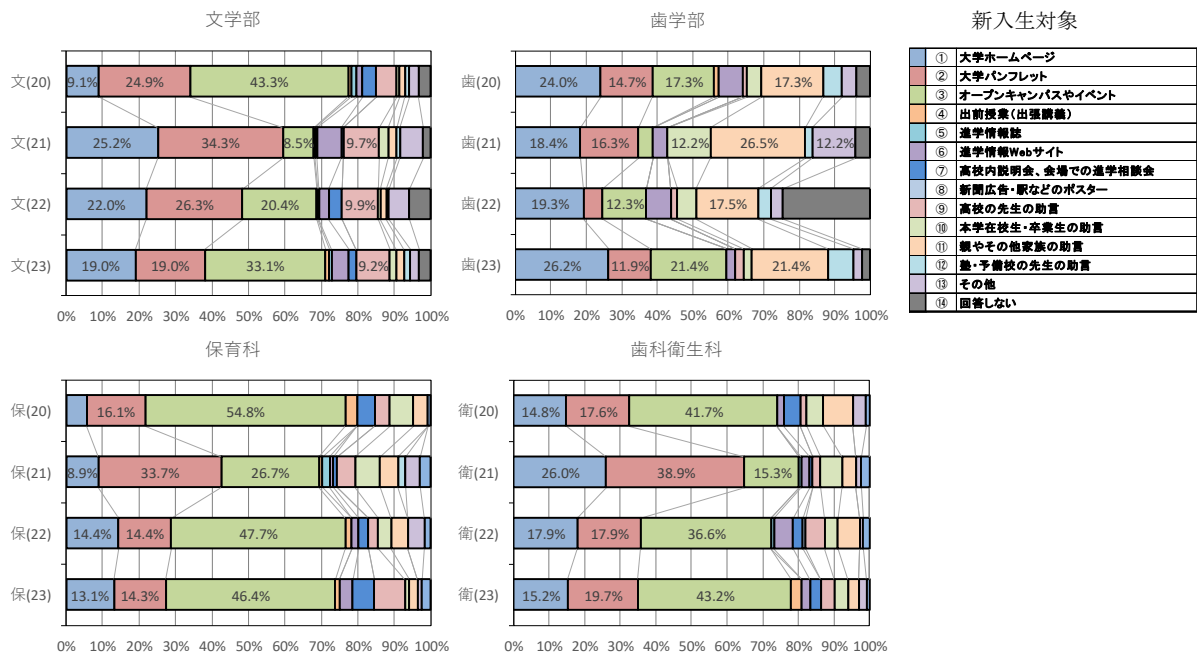 文学部
文(20) 9.1% 24.9% 43.3%
文(21) 25.2% 34.3% 8.5% 9.7%
文(22) 22.0% 26.3% 20.4% 9.9%
文(23) 19.0% 19.0% 33.1% 9.2%
0% 10% 20% 30% 40% 50% 60% 70% 80% 90% 100%
歯学部
歯(20) 24.0% 14.7% 17.3% 17.3%
歯(21) 18.4% 16.3% 12.2% 26.5% 12.2%
歯(22) 19.3% 12.3% 17.5%
歯(23) 26.2% 11.9% 21.4% 21.4%
0% 10% 20% 30% 40% 50% 60% 70% 80% 90% 100%
新入生対象
① 大学ホームページ
② 大学パンフレット
③ オープンキャンパスやイベント
④ 出前授業(出張講義)
⑤ 進学情報誌
⑥ 進学情報Webサイト
⑦ 高校内説明会、会場での進学相談会
⑧ 新聞広告・駅などのポスター
⑨ 高校の先生の助言
⑩ 本学在校生・卒業生の助言
⑪ 親やその他家族の助言
⑫ 塾・予備校の先生の助言
⑬ その他
⑭ 回答しない
保育科
保(20) 16.1% 54.8%
保(21) 8.9% 33.7% 26.7%
保(22) 14.4% 14.4% 47.7%
保(23) 13.1% 14.3% 46.4%
0% 10% 20% 30% 40% 50% 60% 70% 80% 90% 100%
歯科衛生科
衛(20) 14.8% 17.6% 41.7%
衛(21) 26.0% 38.9% 15.3%
衛(22) 17.9% 17.9% 36.6%
衛(23) 15.2% 19.7% 43.2%
0% 10% 20% 30% 40% 50% 60% 70% 80% 90% 100%